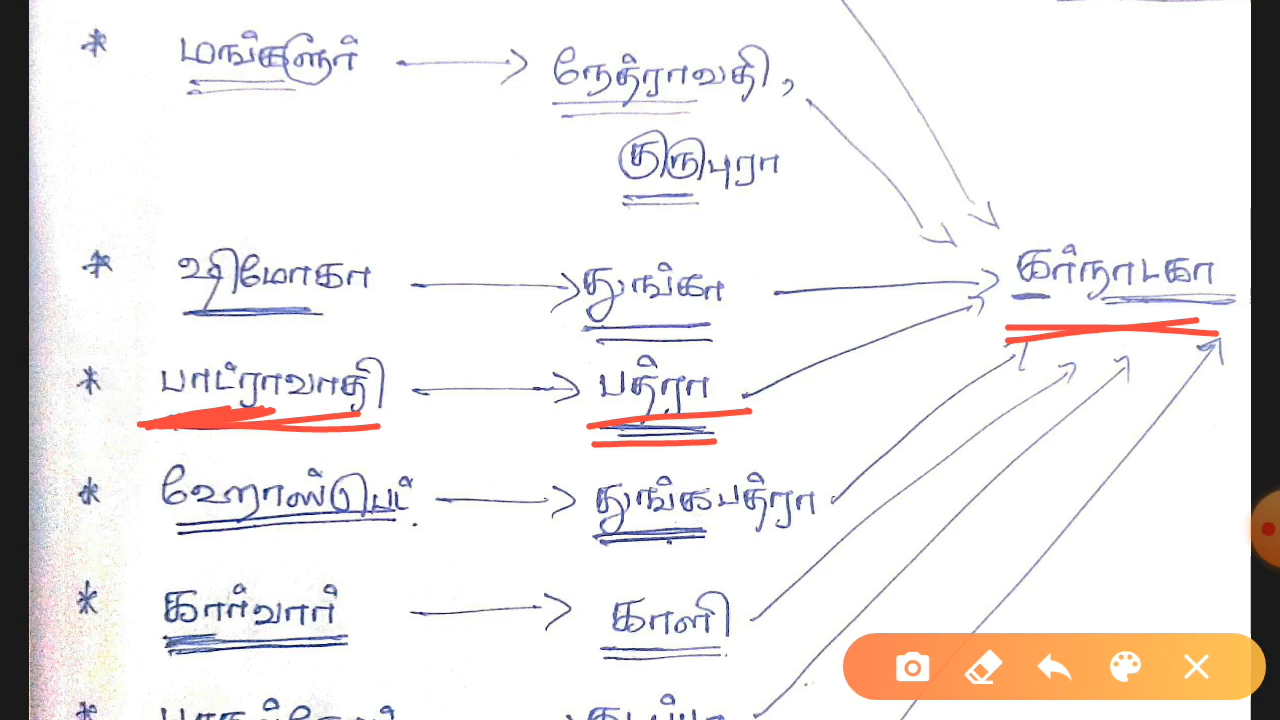 * மங்களூர் → நேத்ராவதி,
குருபுரா
* ஷிமோகா → துங்கா
கர்நாடகா
* பாட்ராவாதி → பதிரா
* ஹோஸ்பெட் → துங்கபதிரா
* கார்வார் → காளி